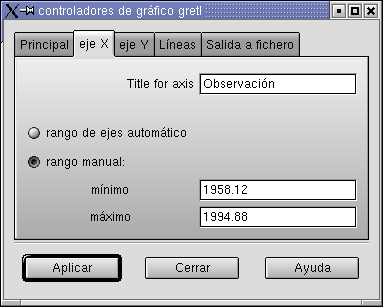 controladores de gráfico gretl
Principal eje X eje Y Líneas Salida a fichero
Title for axis Observación
rango de ejes automático
rango manual:
mínimo 1958.12
máximo 1994.88
Aplicar Cerrar Ayuda